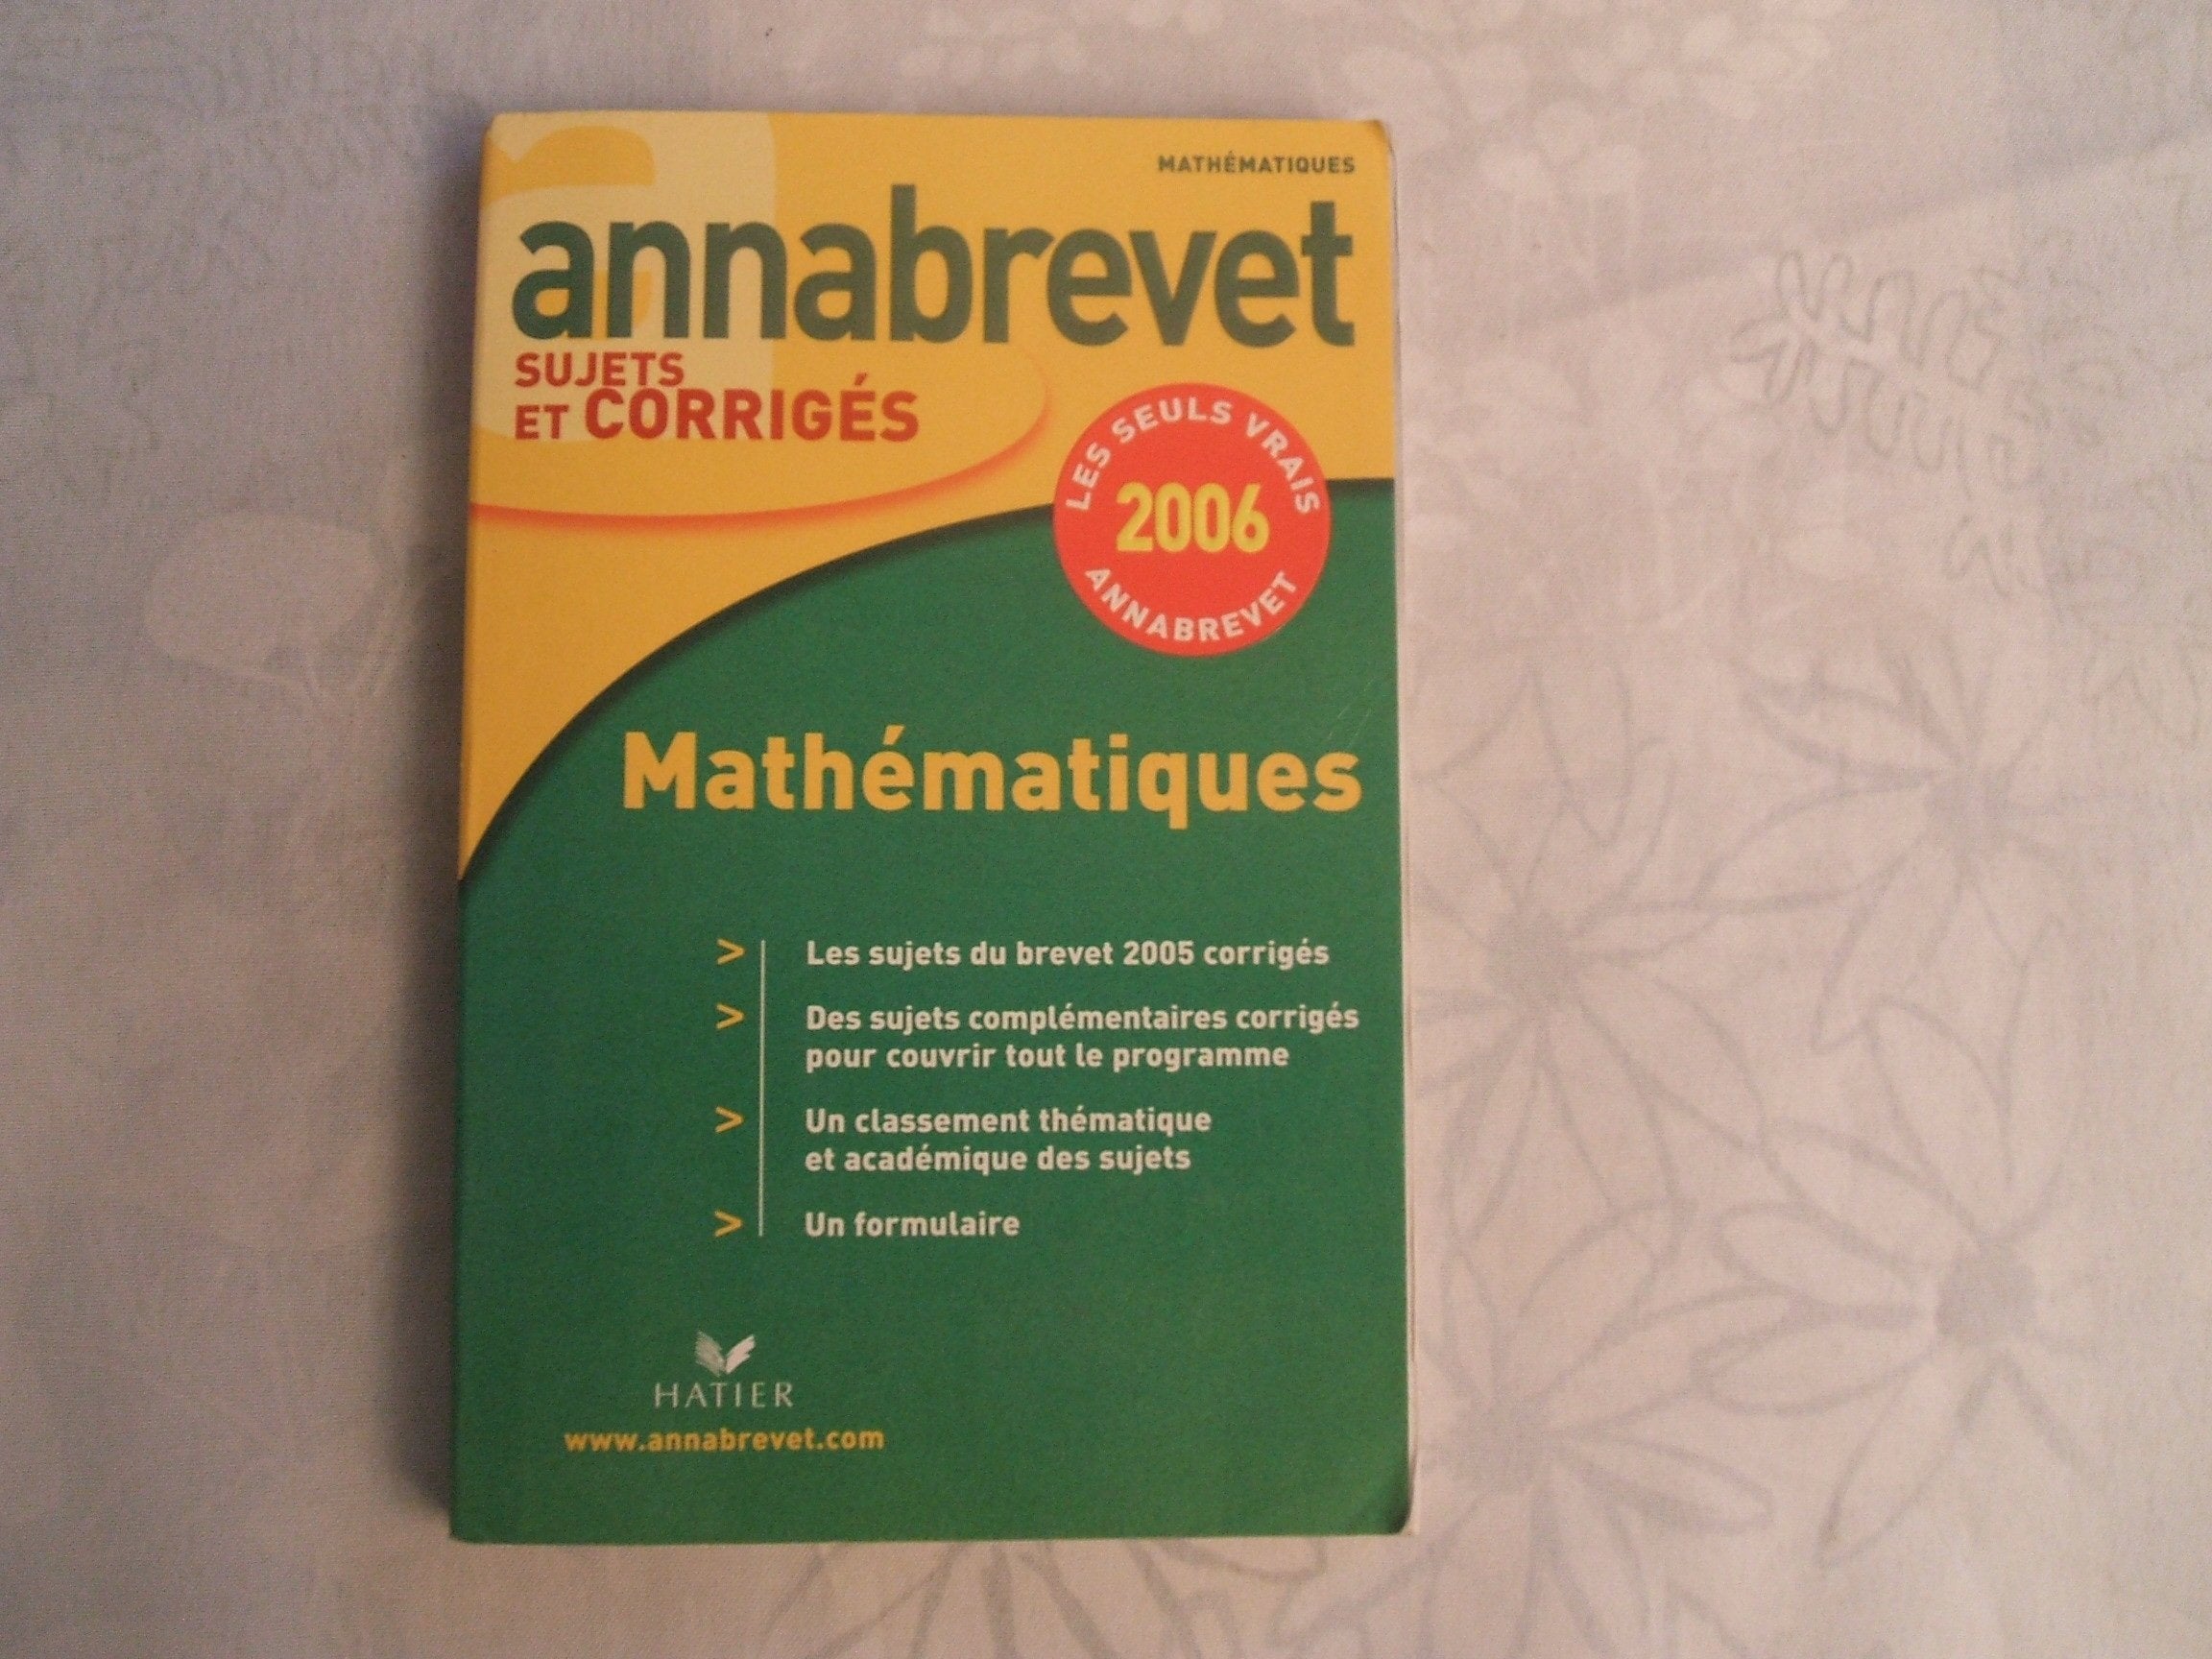 MATHÉMATIQUES
annabrevet
SUJETS
ET CORRIGÉS
LES SEULS VRAIS
2006
ANNABREVET
Mathématiques
> Les sujets du brevet 2005 corrigés
> Des sujets complémentaires corrigés
pour couvrir tout le programme
> Un classement thématique
et académique des sujets
> Un formulaire
HATIER
www.annabrevet.com